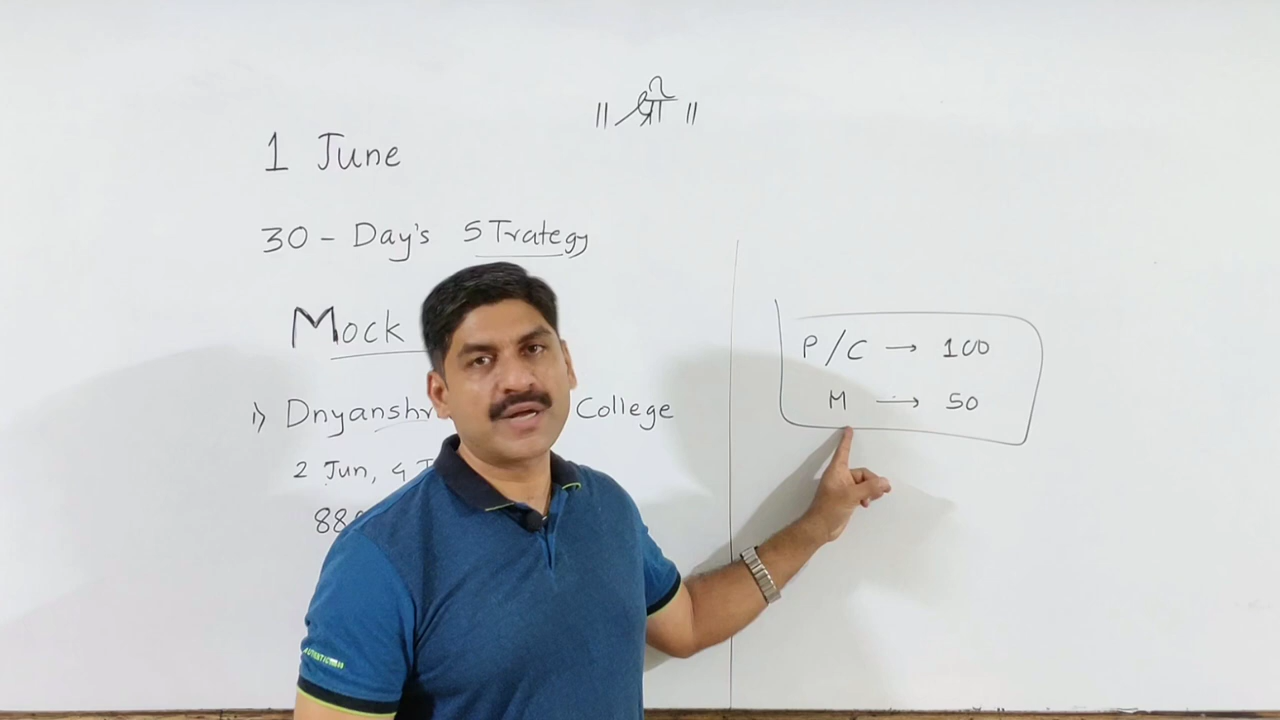 ॥ श्री ॥
1 June
30 - Day's STrategy
Mock
1) Dnyanshr College
2 Jun, 4 J
88
P/C → 100
M → 50